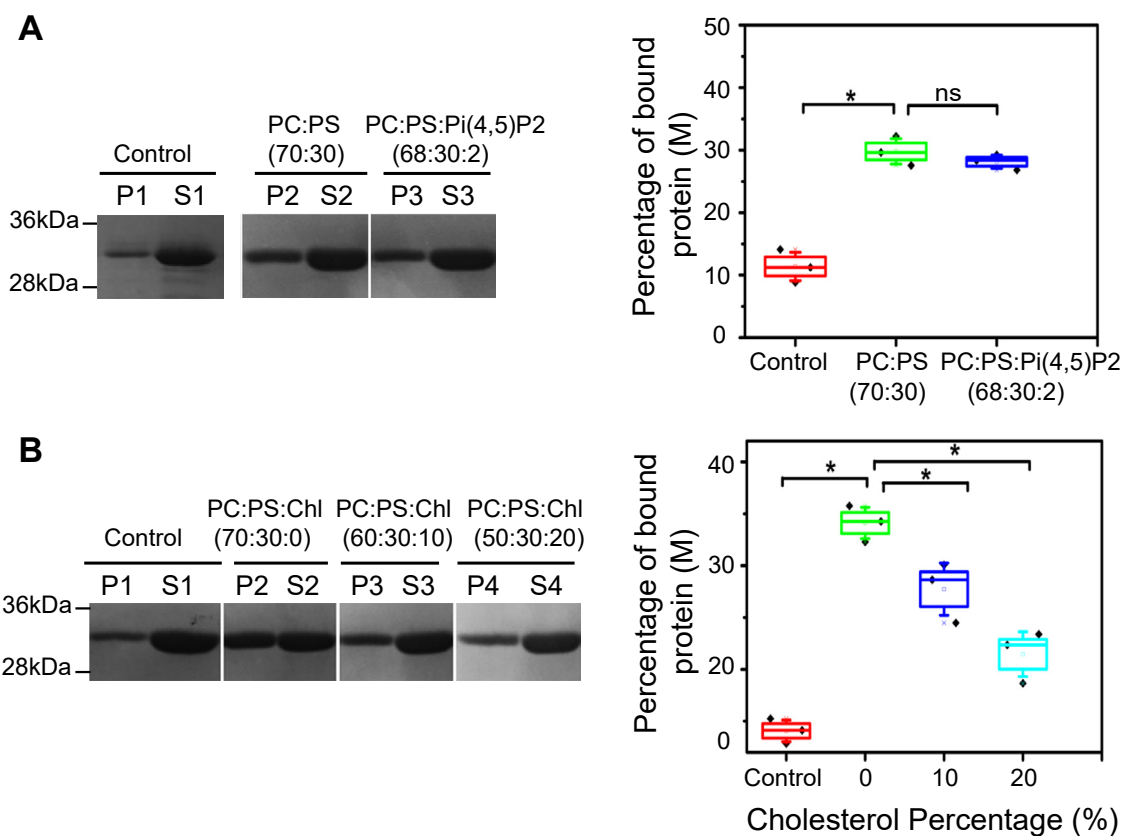 A
Control
PC:PS
(70:30)
PC:PS:Pi(4,5)P2
(68:30:2)
P1 S1 P2 S2 P3 S3
36kDa
28kDa
Percentage of bound
protein (M)
50
40
30
20
10
0
*
ns
Control
PC:PS
(70:30)
PC:PS:Pi(4,5)P2
(68:30:2)
B
Control
PC:PS:Chl
(70:30:0)
PC:PS:Chl
(60:30:10)
PC:PS:Chl
(50:30:20)
P1 S1 P2 S2 P3 S3 P4 S4
36kDa
28kDa
Percentage of bound
protein (M)
40
30
20
0
*
*
*
Control 0 10 20
Cholesterol Percentage (%)